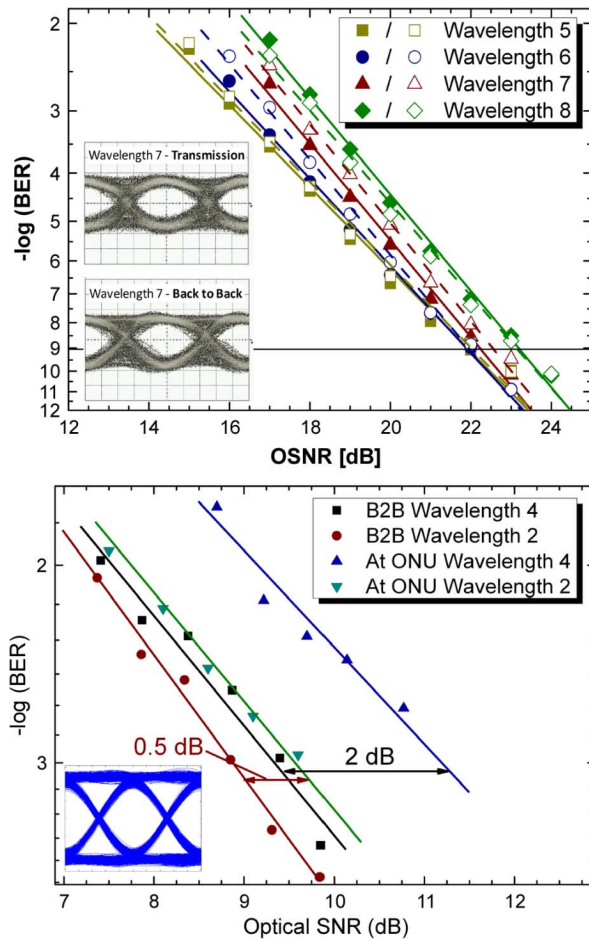 2
3
4
5
6
7
8
9
10
11
12
-log (BER)
/ Wavelength 5
/ Wavelength 6
/ Wavelength 7
/ Wavelength 8
Wavelength 7 - Transmission
Wavelength 7 - Back to Back
12 14 16 18 20 22 24
OSNR [dB]
B2B Wavelength 4
B2B Wavelength 2
At ONU Wavelength 4
At ONU Wavelength 2
2
-log (BER)
0.5 dB
2 dB
3
7 8 9 10 11 12
Optical SNR (dB)